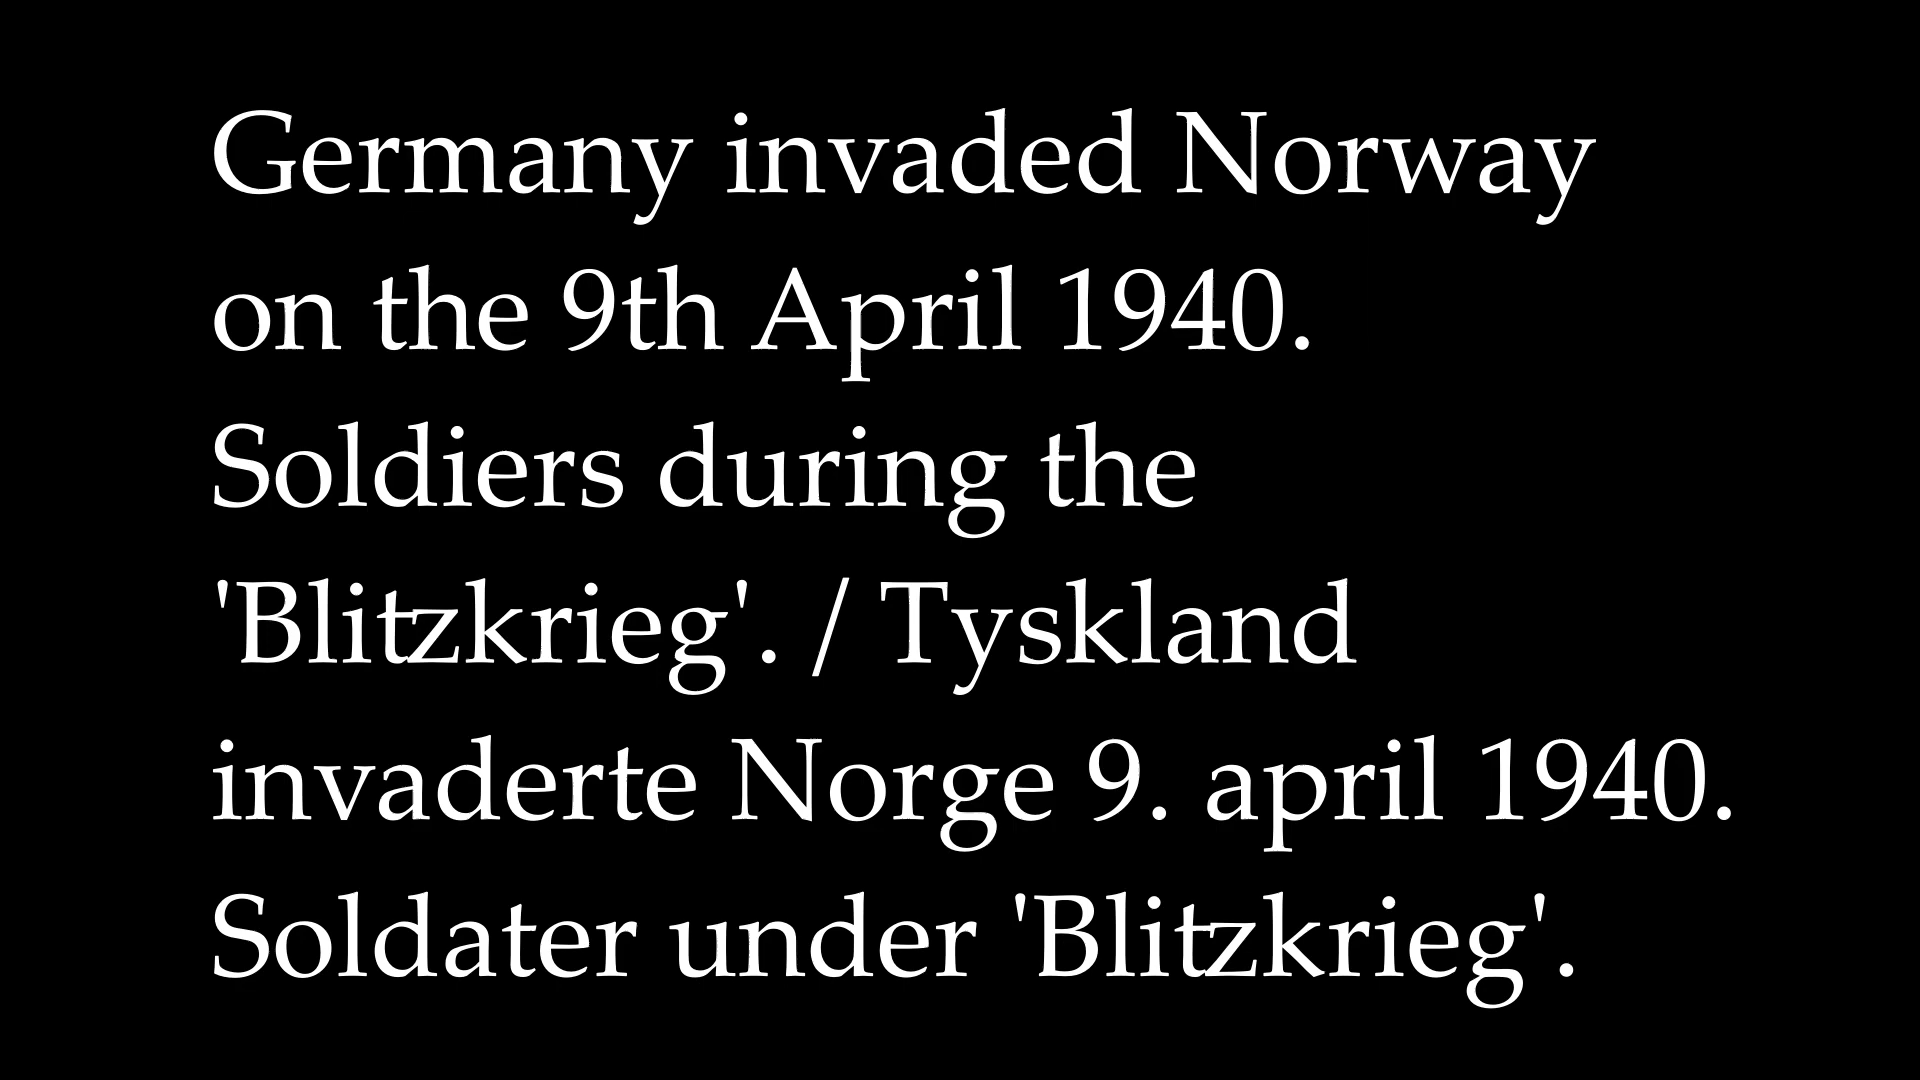 Germany invaded Norway
on the 9th April 1940.
Soldiers during the
'Blitzkrieg'. / Tyskland
invaderte Norge 9. april 1940.
Soldater under 'Blitzkrieg'.